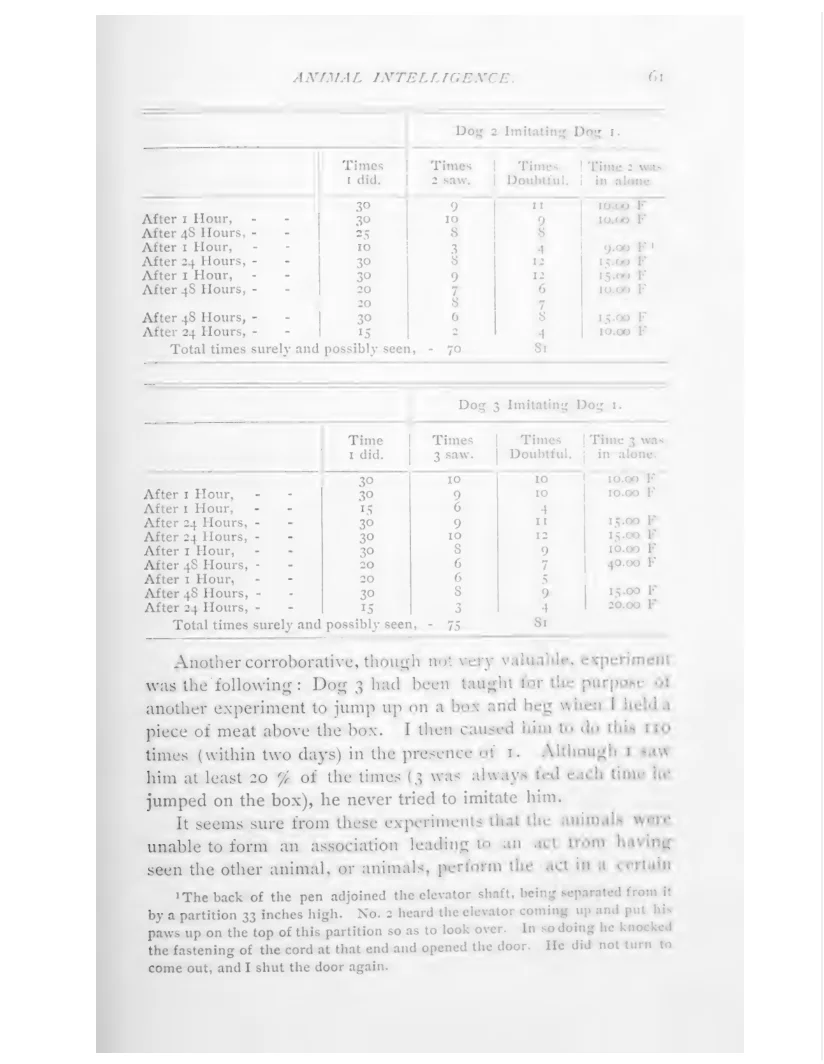 ANIMAL INTELLIGENCE. 61
Dog 2 Imitating Dog 1.
Times 1 did. Times 2 saw. Times Doubtful. Time 2 was in alone.
30 9 11 10.00 F
After 1 Hour, - - 30 10 9 10.00 F
After 48 Hours, - - 25 8 8
After 1 Hour, - - 10 3 4 9.00 F ¹
After 24 Hours, - - 30 8 12 15.00 F
After 1 Hour, - - 30 9 12 15.00 F
After 48 Hours, - - 20 7 6 10.00 F
20 8 7
After 48 Hours, - - 30 6 8 15.00 F
After 24 Hours, - - 15 2 4 10.00 F
Total times surely and possibly seen, - 70 81
Dog 3 Imitating Dog 1.
Time 1 did. Times 3 saw. Times Doubtful. Time 3 was in alone.
30 10 10 10.00 F
After 1 Hour, - - 30 9 10 10.00 F
After 1 Hour, - - 15 6 4
After 24 Hours, - - 30 9 11 15.00 F
After 24 Hours, - - 30 10 12 15.00 F
After 1 Hour, - - 30 8 9 10.00 F
After 48 Hours, - - 20 6 7 40.00 F
After 1 Hour, - - 20 6 5
After 48 Hours, - - 30 8 9 15.00 F
After 24 Hours, - - 15 3 4 20.00 F
Total times surely and possibly seen, - 75 81
Another corroborative, though not very valuable, experiment
was the following: Dog 3 had been taught for the purpose of
another experiment to jump up on a box and beg when I held a
piece of meat above the box. I then caused him to do this 110
times (within two days) in the presence of 1. Although 1 saw
him at least 20 % of the times (3 was always fed each time he
jumped on the box), he never tried to imitate him.
It seems sure from these experiments that the animals were
unable to form an association leading to an act from having
seen the other animal, or animals, perform the act in a certain
¹The back of the pen adjoined the elevator shaft, being separated from it
by a partition 33 inches high. No. 2 heard the elevator coming up and put his
paws up on the top of this partition so as to look over. In so doing he knocked
the fastening of the cord at that end and opened the door. He did not turn to
come out, and I shut the door again.